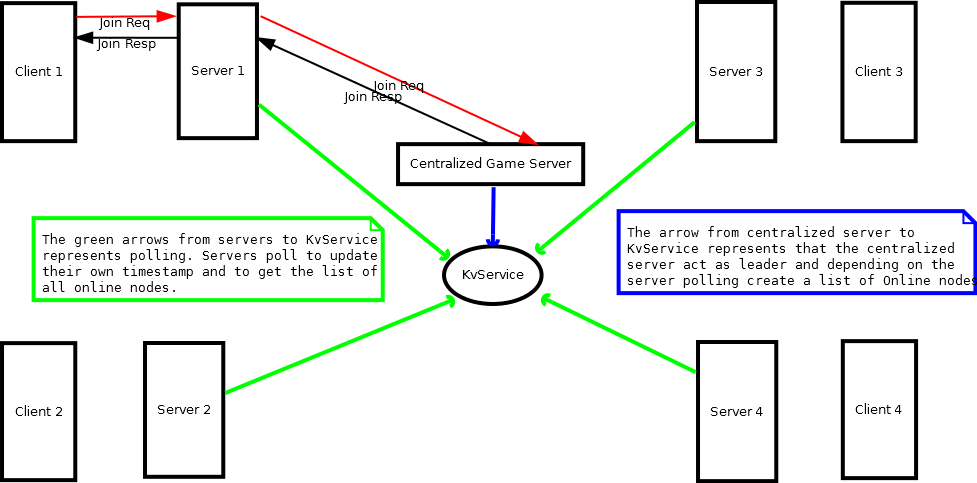 Join Req
Join Resp
Client 1
Server 1
Server 3
Client 3
Join Req
Join Resp
Centralized Game Server
The green arrows from servers to KvService
represents polling. Servers poll to update
their own timestamp and to get the list of
all online nodes.
The arrow from centralized server to
KvService represents that the centralized
server act as leader and depending on the
server polling create a list of Online nodes
KvService
Client 2
Server 2
Server 4
Client 4